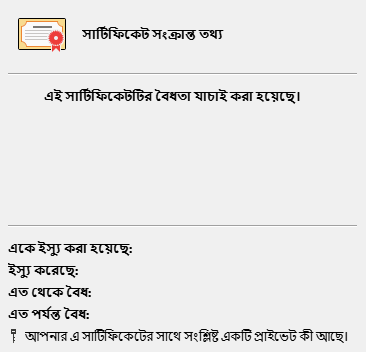 সার্টিফিকেট সংক্রান্ত তথ্য
এই সার্টিফিকেটটির বৈধতা যাচাই করা হয়েছে।
একে ইস্যু করা হয়েছে:
ইস্যু করেছে:
এত থেকে বৈধ:
এত পর্যন্ত বৈধ:
আপনার এ সার্টিফিকেটের সাথে সংশ্লিষ্ট একটি প্রাইভেট কী আছে।